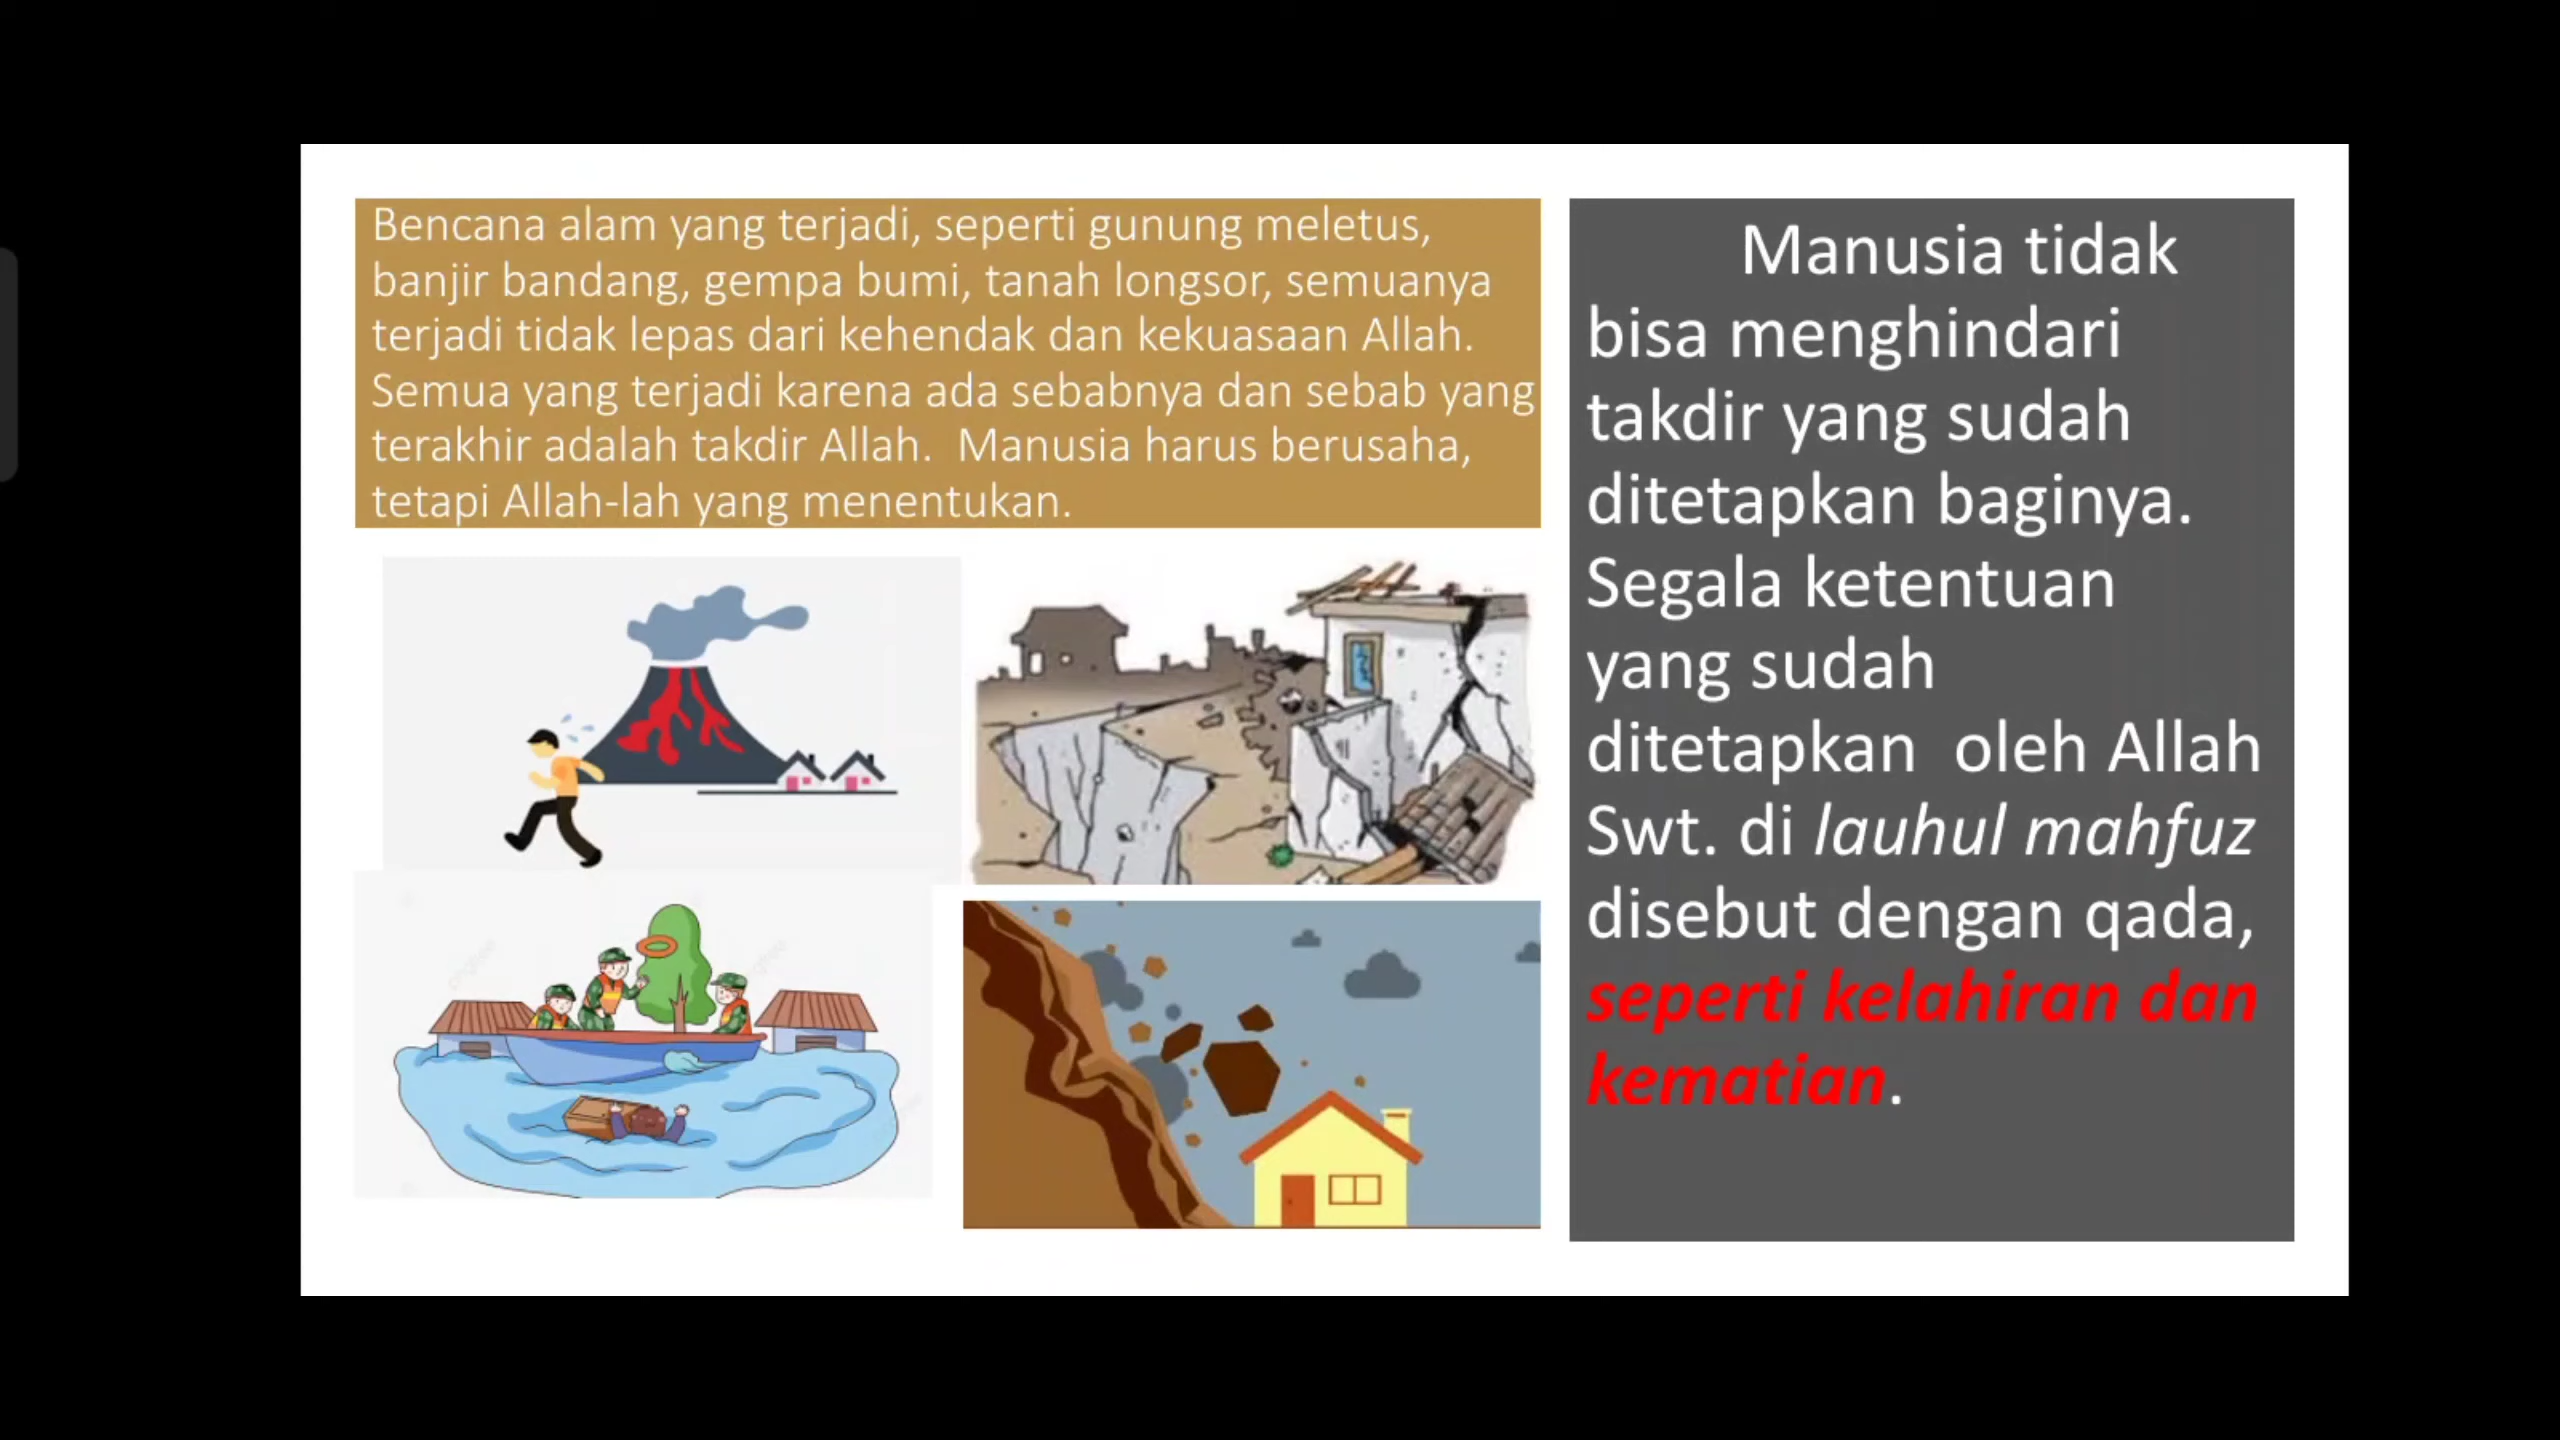 Bencana alam yang terjadi, seperti gunung meletus,
banjir bandang, gempa bumi, tanah longsor, semuanya
terjadi tidak lepas dari kehendak dan kekuasaan Allah.
Semua yang terjadi karena ada sebabnya dan sebab yang
terakhir adalah takdir Allah.  Manusia harus berusaha,
tetapi Allah-lah yang menentukan.
Manusia tidak
bisa menghindari
takdir yang sudah
ditetapkan baginya.
Segala ketentuan
yang sudah
ditetapkan  oleh Allah
Swt. di lauhul mahfuz
disebut dengan qada,
seperti kelahiran dan
kematian.